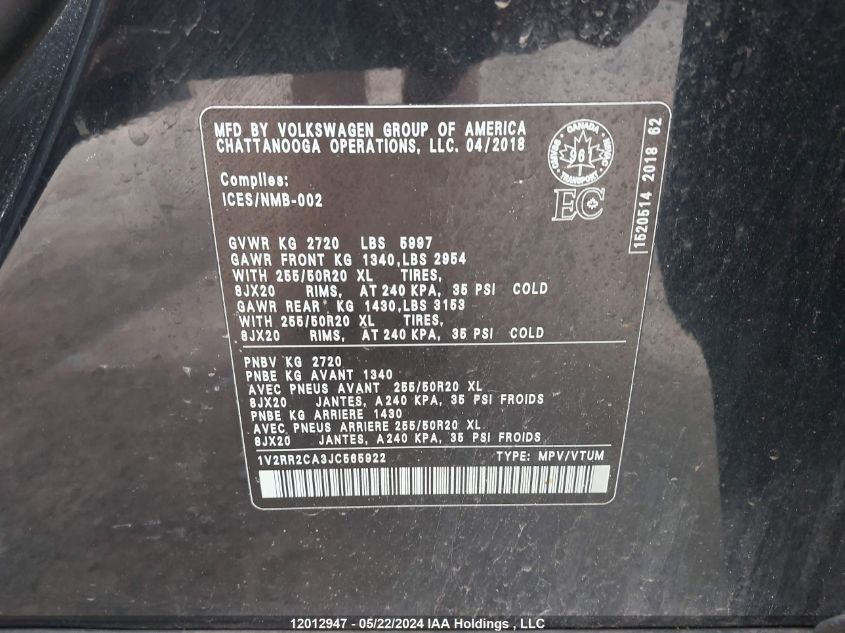 MFD BY VOLKSWAGEN GROUP OF AMERICA
CHATTANOOGA OPERATIONS, LLC. 04/2018
Complies:
ICES/NMB-002
CANADA
961
TRANSPORT
EC
1520514 2018 62
GVWR KG 2720 LBS 5997
GAWR FRONT KG 1340, LBS 2954
WITH 255/50R20 XL TIRES,
8JX20 RIMS, AT 240 KPA, 35 PSI COLD
GAWR REAR KG 1430, LBS 3153
WITH 255/50R20 XL TIRES,
8JX20 RIMS, AT 240 KPA, 35 PSI COLD
PNBV KG 2720
PNBE KG AVANT 1340
AVEC PNEUS AVANT 255/50R20 XL
8JX20 JANTES, A 240 KPA, 35 PSI FROIDS
PNBE KG ARRIERE 1430
AVEC PNEUS ARRIERE 255/50R20 XL
8JX20 JANTES, A 240 KPA, 35 PSI FROIDS
1V2RR2CA3JC565922 TYPE: MPV/VTUM
12012947 - 05/22/2024 IAA Holdings , LLC